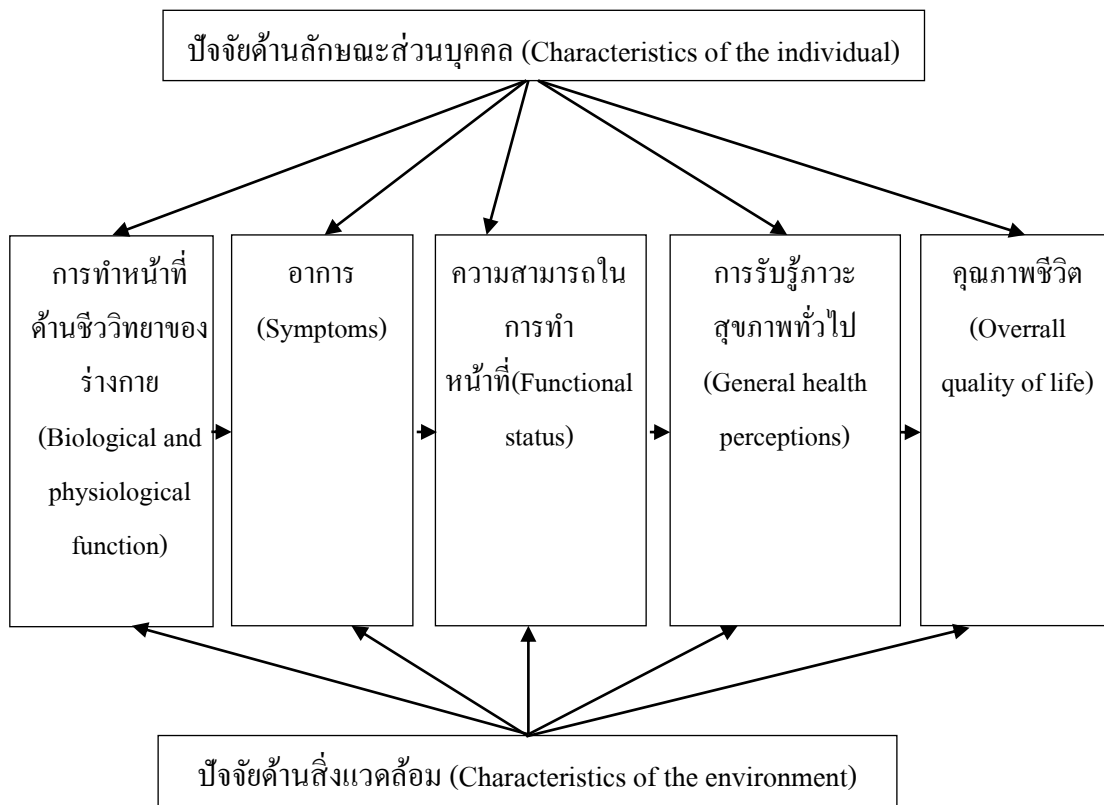 ปัจจัยด้านลักษณะส่วนบุคคล (Characteristics of the individual)
การทำหน้าที่
ด้านชีววิทยาของ
ร่างกาย
(Biological and
physiological
function)
อาการ
(Symptoms)
ความสามารถใน
การทำ
หน้าที่(Functional
status)
การรับรู้ภาวะ
สุขภาพทั่วไป
(General health
perceptions)
คุณภาพชีวิต
(Overrall
quality of life)
ปัจจัยด้านสิ่งแวดล้อม (Characteristics of the environment)